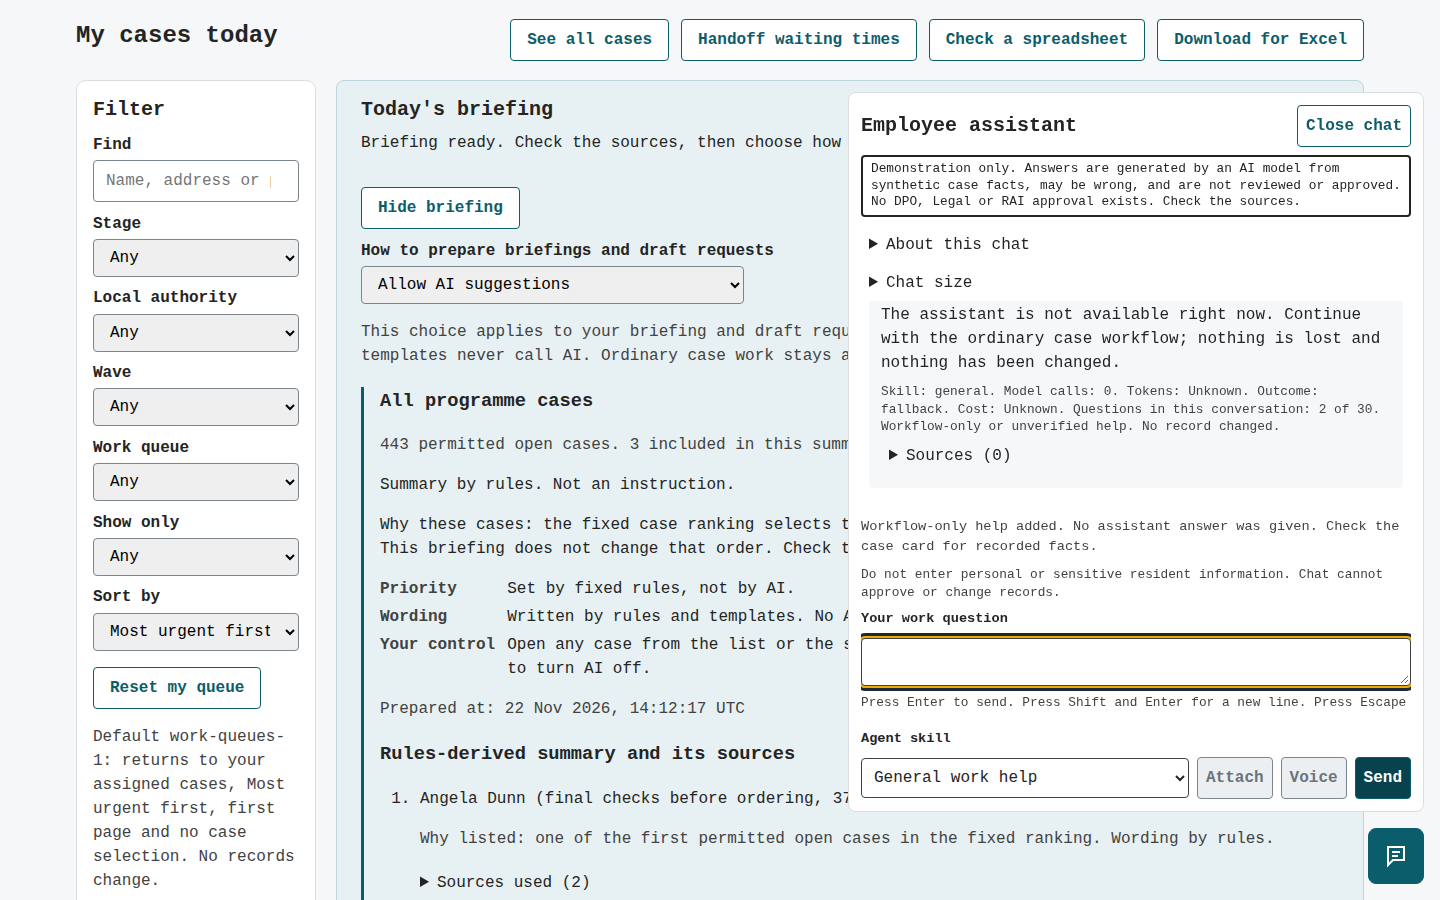 My cases today
See all cases
Handoff waiting times
Check a spreadsheet
Download for Excel
Filter
Find
Name, address or
Stage
Any
Local authority
Any
Wave
Any
Work queue
Any
Show only
Any
Sort by
Most urgent first
Reset my queue
Default work-queues-
1: returns to your
assigned cases, Most
urgent first, first
page and no case
selection. No records
change.
Today's briefing
Briefing ready. Check the sources, then choose how
Hide briefing
How to prepare briefings and draft requests
Allow AI suggestions
This choice applies to your briefing and draft requ
templates never call AI. Ordinary case work stays a
All programme cases
443 permitted open cases. 3 included in this summ
Summary by rules. Not an instruction.
Why these cases: the fixed case ranking selects t
This briefing does not change that order. Check t
Priority Set by fixed rules, not by AI.
Wording Written by rules and templates. No A
Your control Open any case from the list or the s
to turn AI off.
Prepared at: 22 Nov 2026, 14:12:17 UTC
Rules-derived summary and its sources
1. Angela Dunn (final checks before ordering, 37
Why listed: one of the first permitted open cases in the fixed ranking. Wording by rules.
Sources used (2)
Employee assistant
Close chat
Demonstration only. Answers are generated by an AI model from
synthetic case facts, may be wrong, and are not reviewed or approved.
No DPO, Legal or RAI approval exists. Check the sources.
About this chat
Chat size
The assistant is not available right now. Continue
with the ordinary case workflow; nothing is lost and
nothing has been changed.
Skill: general. Model calls: 0. Tokens: Unknown. Outcome:
fallback. Cost: Unknown. Questions in this conversation: 2 of 30.
Workflow-only or unverified help. No record changed.
Sources (0)
Workflow-only help added. No assistant answer was given. Check the
case card for recorded facts.
Do not enter personal or sensitive resident information. Chat cannot
approve or change records.
Your work question
Press Enter to send. Press Shift and Enter for a new line. Press Escape
Agent skill
General work help
Attach
Voice
Send